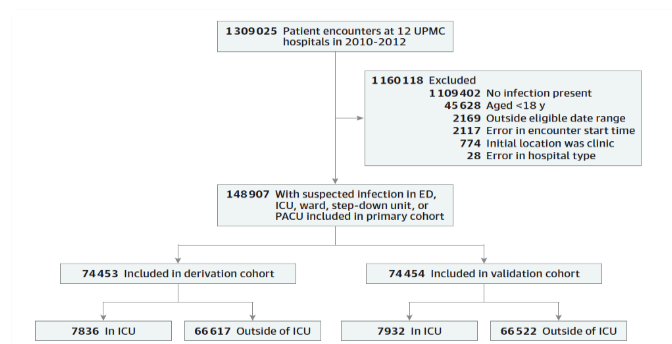 1309025 Patient encounters at 12 UPMC
hospitals in 2010-2012
1160118 Excluded
1109402 No infection present
45628 Aged <18 y
2169 Outside eligible date range
2117 Error in encounter start time
774 Initial location was clinic
28 Error in hospital type
148907 With suspected infection in ED,
ICU, ward, step-down unit, or
PACU included in primary cohort
74453 Included in derivation cohort
74454 Included in validation cohort
7836 In ICU
66617 Outside of ICU
7932 In ICU
66522 Outside of ICU